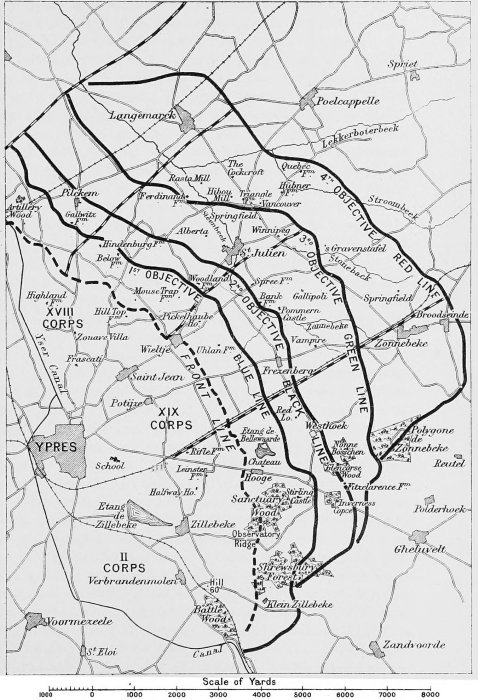 Spriet
Poelcappelle
Langemarck
Lekkerboterbeek
The
Cockcroft
Quebec
Fm
Rasta Mill
Hübner
Fm
4TH OBJECTIVE
RED LINE
Artillery
Wood
Pilckem
Ferdinand
Hibou
Mill
Triangle
Vancouver
Stroombeek
Galwitz
Fm
Springfield
Steenbeek
Alberta
Winnipeg
Hindenburg Fm
St Julien
3RD OBJECTIVE
GREEN LINE
's Gravenstafel
Below
Fm
1ST OBJECTIVE
BLUE LINE
Woodland
2ND OBJECTIVE
BLACK LINE
Spree Fm
Highland
Fm
Mouse Trap
Fm
Bank
Fm
Gallipoli
Springfield
XVIII
CORPS
Hill Top
Fm
Pickelhaube
Ho.
Pommern
Castle
Broodseinde
Zonnebeke
Yser Canal
Zouave Villa
Wieltje
Vampire
Zonnebeke
Frascati
FRONT LINE
Uhlan Fm
Saint Jean
Frezenberg
Potijze
XIX
CORPS
Red
Lo.
Westhoek
Polygone
de
Zonnebeke
YPRES
Etang de
Bellewaarde
Nonne
Bosschen
School
Rifle Fm
Chateau
Glencorse
Wood
Reutel
Leinster
Fm
Hooge
Fitzclarence Fm
Halfway Ho.
Sanctuary
Wood
Stirling
Castle
Inverness
Copse
Polderhoek
Etang
de
Zillebeke
Zillebeke
Observatory
Ridge
Gheluvelt
II
CORPS
Shrewsbury
Forest
Verbrandenmolen
Hill
60
Klein Zillebeke
Battle
Wood
Voormezeele
St Eloi
Canal
Zandvoorde
Scale of Yards
1000 0 1000 2000 3000 4000 5000 6000 7000 8000